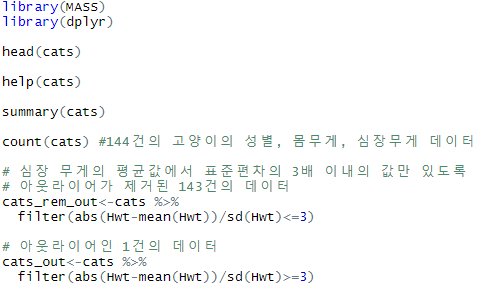 library(MASS)
library(dplyr)
head(cats)
help(cats)
summary(cats)
count(cats) #144건의 고양이의 성별, 몸무게, 심장무게 데이터
# 심장 무게의 평균값에서 표준편차의 3배 이내의 값만 있도록
# 아웃라이어가 제거된 143건의 데이터
cats_rem_out<-cats %>%
  filter(abs(Hwt-mean(Hwt))/sd(Hwt)<=3)
# 아웃라이어인 1건의 데이터
cats_out<-cats %>%
  filter(abs(Hwt-mean(Hwt))/sd(Hwt)>=3)